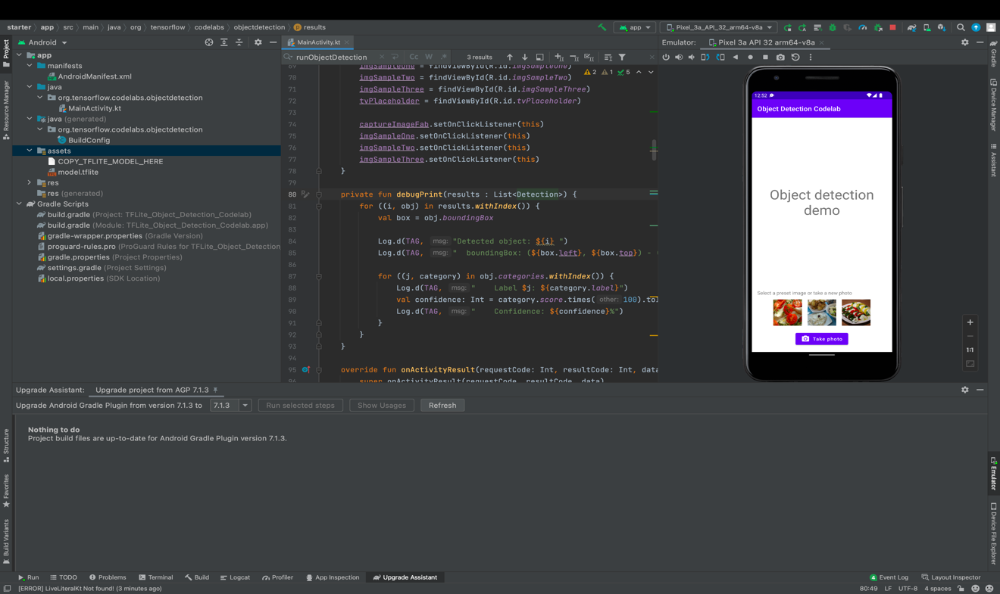 starter app src main java org tensorflow codelabs objectdetection results
app Pixel_3a_API_32_arm64-v8a
Project
Resource Manager
Structure
Favorites
Build Variants
Android
app
manifests
AndroidManifest.xml
java
org.tensorflow.codelabs.objectdetection
MainActivity.kt
java (generated)
org.tensorflow.codelabs.objectdetection
BuildConfig
assets
COPY_TFLITE_MODEL_HERE
model.tflite
res
res (generated)
Gradle Scripts
build.gradle (Project: TFLite_Object_Detection_Codelab)
build.gradle (Module: TFLite_Object_Detection_Codelab.app)
gradle-wrapper.properties (Gradle Version)
proguard-rules.pro (ProGuard Rules for TFLite_Object_Detection
gradle.properties (Project Properties)
settings.gradle (Project Settings)
local.properties (SDK Location)
MainActivity.kt
runObjectDetection Cc W .* 3 results
2 1 5
69 imgSampleOne = findViewById(R.id.imgSampleOne)
70 imgSampleTwo = findViewById(R.id.imgSampleTwo)
71 imgSampleThree = findViewById(R.id.imgSampleThree)
72 tvPlaceholder = findViewById(R.id.tvPlaceholder)
73
74 captureImageFab.setOnClickListener(this)
75 imgSampleOne.setOnClickListener(this)
76 imgSampleTwo.setOnClickListener(this)
77 imgSampleThree.setOnClickListener(this)
78 }
79
80 private fun debugPrint(results : List<Detection>) {
81 for ((i, obj) in results.withIndex()) {
82 val box = obj.boundingBox
83
84 Log.d(TAG, msg: "Detected object: ${i} ")
85 Log.d(TAG, msg: "  boundingBox: (${box.left}, ${box.top}) -
86
87 for ((j, category) in obj.categories.withIndex()) {
88 Log.d(TAG, msg: "    Label $j: ${category.label}")
89 val confidence: Int = category.score.times( other: 100).to
90 Log.d(TAG, msg: "    Confidence: ${confidence}%")
91 }
92 }
93 }
94
95 override fun onActivityResult(requestCode: Int, resultCode: Int, data
96 super.onActivityResult(requestCode, resultCode, data)
Emulator: Pixel 3a API 32 arm64-v8a
12:52
Object Detection Codelab
Object detection
demo
Select a preset image or take a new photo
Take photo
1:1
Gradle
Device Manager
Assistant
Emulator
Device File Explorer
Upgrade Assistant: Upgrade project from AGP 7.1.3
Upgrade Android Gradle Plugin from version 7.1.3 to 7.1.3 Run selected steps Show Usages Refresh
Nothing to do
Project build files are up-to-date for Android Gradle Plugin version 7.1.3.
Run TODO Problems Terminal Build Logcat Profiler App Inspection Upgrade Assistant 4 Event Log Layout Inspector
[ERROR] LiveLiteralKt Not found! (3 minutes ago) 80:49 LF UTF-8 4 spaces